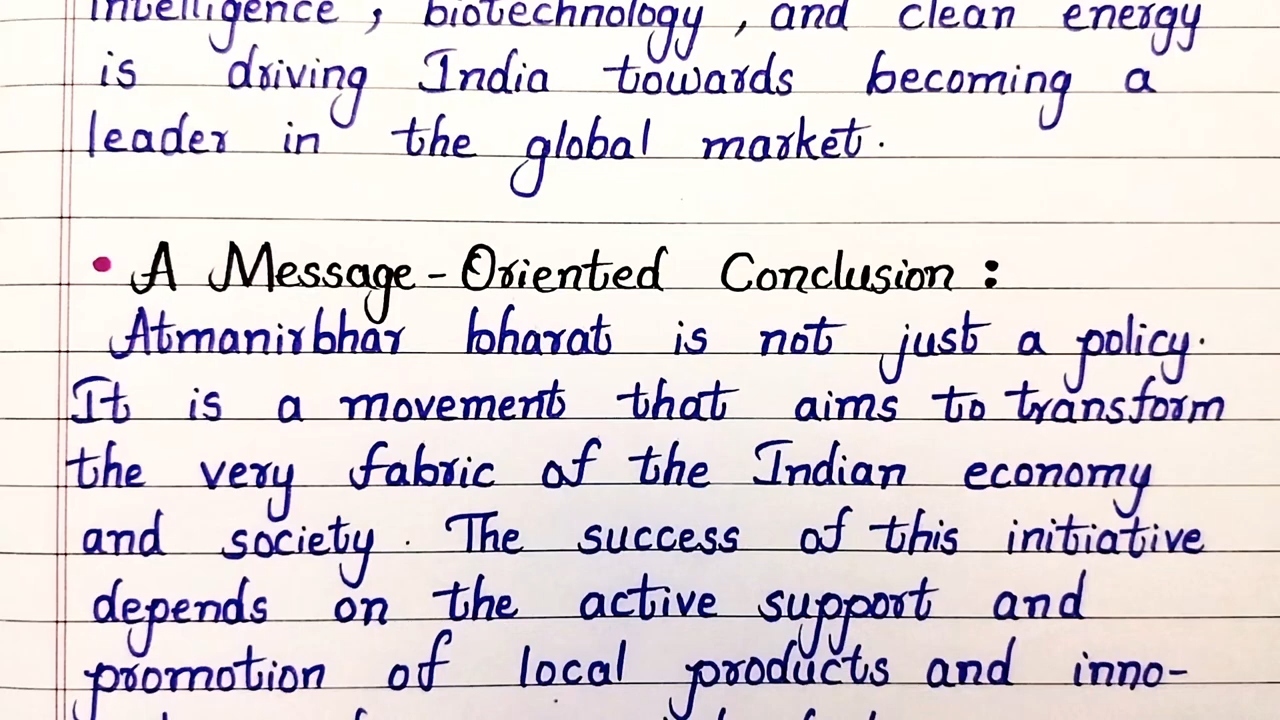 intelligence, biotechnology, and clean energy
is driving India towards becoming a
leader in the global market.
• A Message-Oriented Conclusion :
Atmanirbhar bharat is not just a policy.
It is a movement that aims to transform
the very fabric of the Indian economy
and society. The success of this initiative
depends on the active support and
promotion of local products and inno-